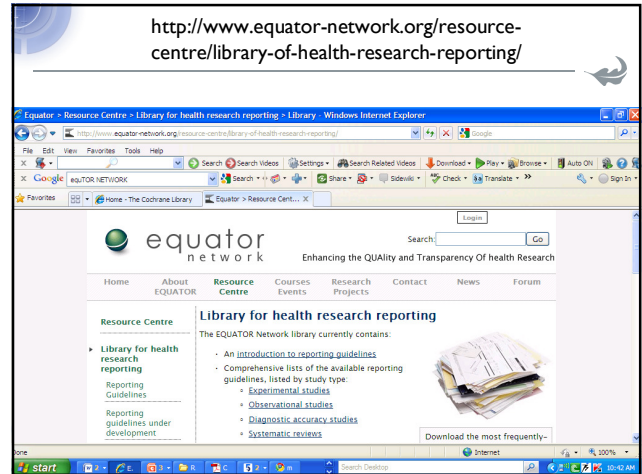 http://www.equator-network.org/resource-
centre/library-of-health-research-reporting/
Equator > Resource Centre > Library for health research reporting > Library - Windows Internet Explorer
http://www.equator-network.org/resource-centre/library-of-health-research-reporting/
Google
File Edit View Favorites Tools Help
Search Search Videos Settings Search Related Videos Download Play Browse Auto ON
Google equTOR NETWORK Search Share Sidewiki Check Translate Sign In
Favorites Home - The Cochrane Library Equator > Resource Cent... X
Login
equator
network
Search: Go
Enhancing the QUAlity and Transparency Of health Research
Home About EQUATOR Resource Centre Courses Events Research Projects Contact News Forum
Resource Centre
Library for health
research
reporting
Reporting
Guidelines
Reporting
guidelines under
development
Library for health research reporting
The EQUATOR Network library currently contains:
An introduction to reporting guidelines
Comprehensive lists of the available reporting
guidelines, listed by study type:
Experimental studies
Observational studies
Diagnostic accuracy studies
Systematic reviews
Download the most frequently-
Done Internet 100%
start Search Desktop 10:42 AM